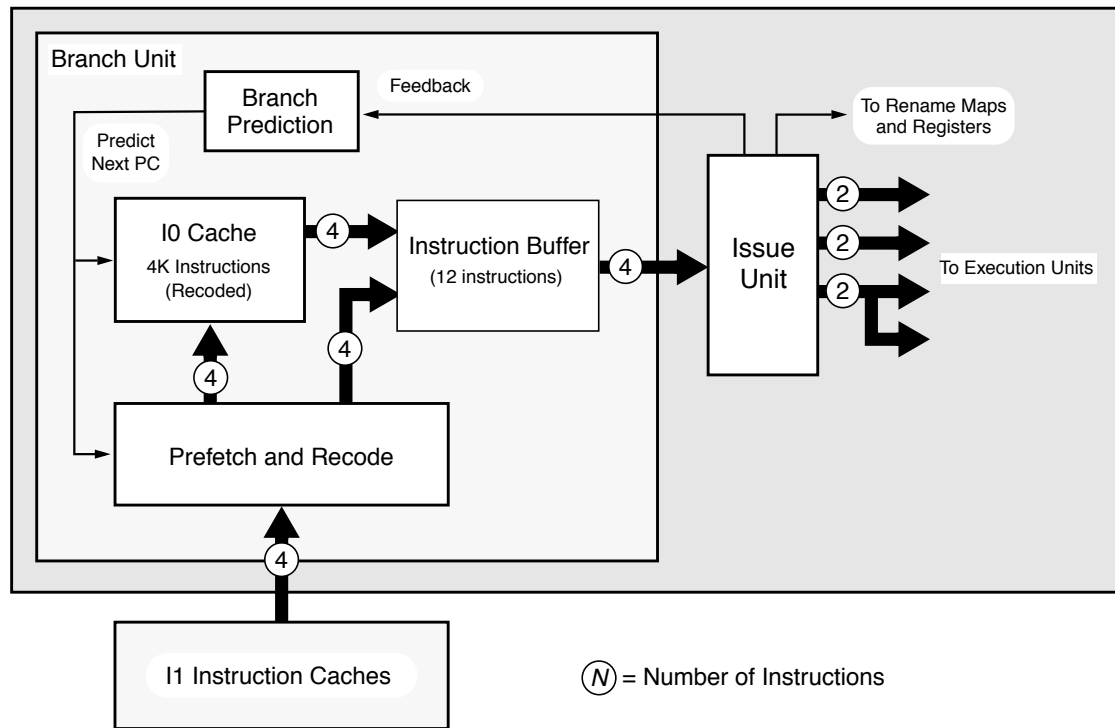 Branch Unit
Branch
Prediction
Feedback
To Rename Maps
and Registers
Predict
Next PC
I0 Cache
4K Instructions
(Recoded)
4
Instruction Buffer
(12 instructions)
4
Issue
Unit
2
2
2
To Execution Units
4
4
Prefetch and Recode
4
I1 Instruction Caches
N = Number of Instructions